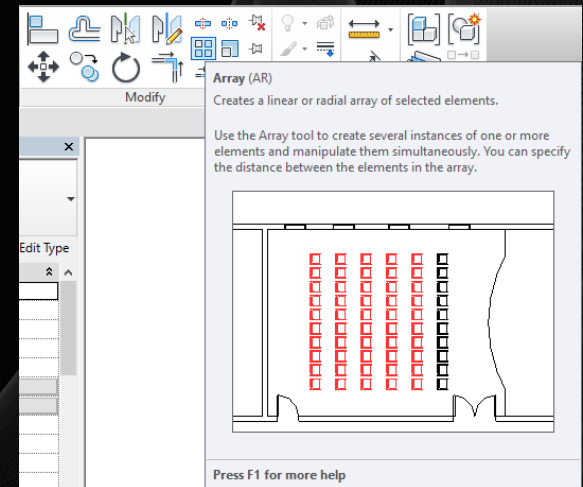 Modify
Array (AR)
Creates a linear or radial array of selected elements.
Use the Array tool to create several instances of one or more
elements and manipulate them simultaneously. You can specify
the distance between the elements in the array.
Edit Type
Press F1 for more help